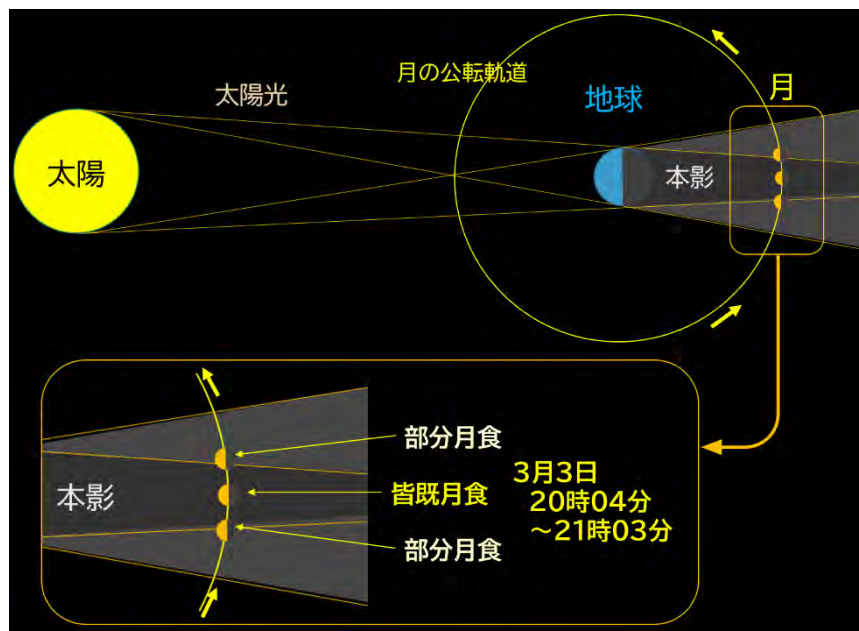 月の公転軌道
太陽光
地球
月
太陽
本影
部分月食
皆既月食
3月3日
20時04分
～21時03分
本影
部分月食